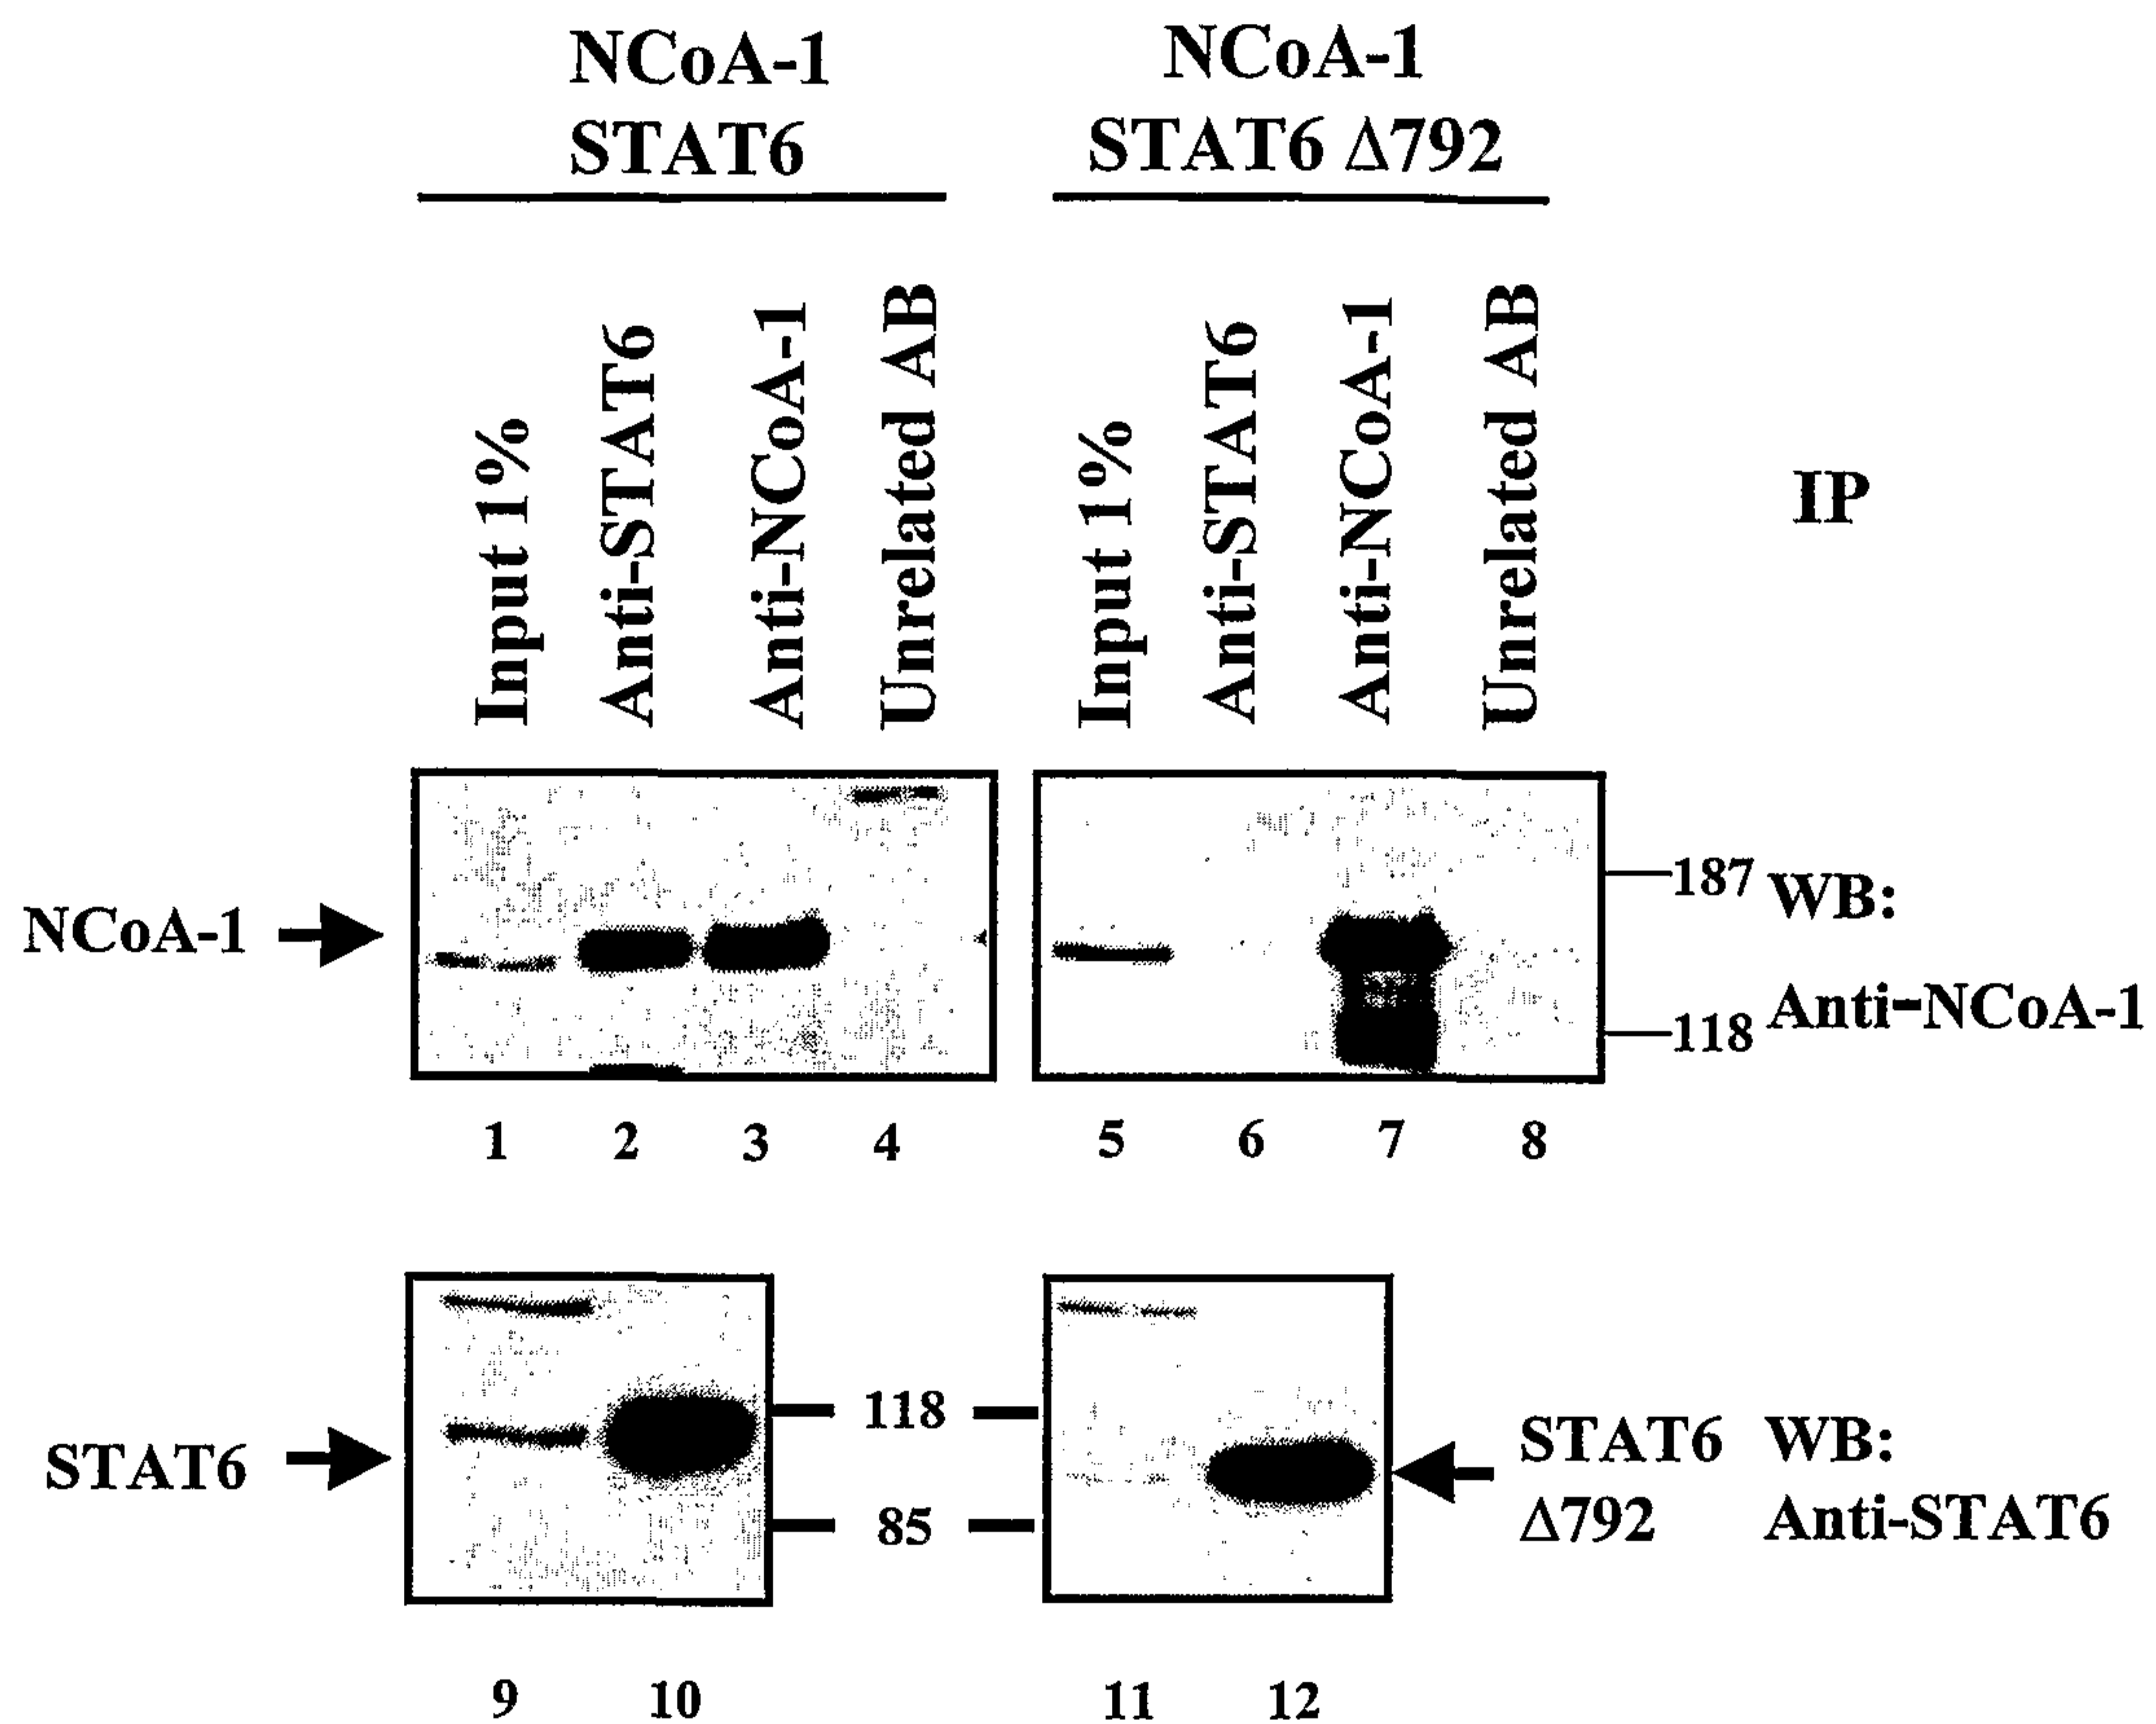 NCoA-1
STAT6
NCoA-1
STAT6 Δ792
Input 1%
Anti-STAT6
Anti-NCoA-1
Unrelated AB
Input 1%
Anti-STAT6
Anti-NCoA-1
Unrelated AB
IP
NCoA-1
187
118
WB:
Anti-NCoA-1
1 2 3 4 5 6 7 8
STAT6
118
85
STAT6
Δ792
WB:
Anti-STAT6
9 10 11 12